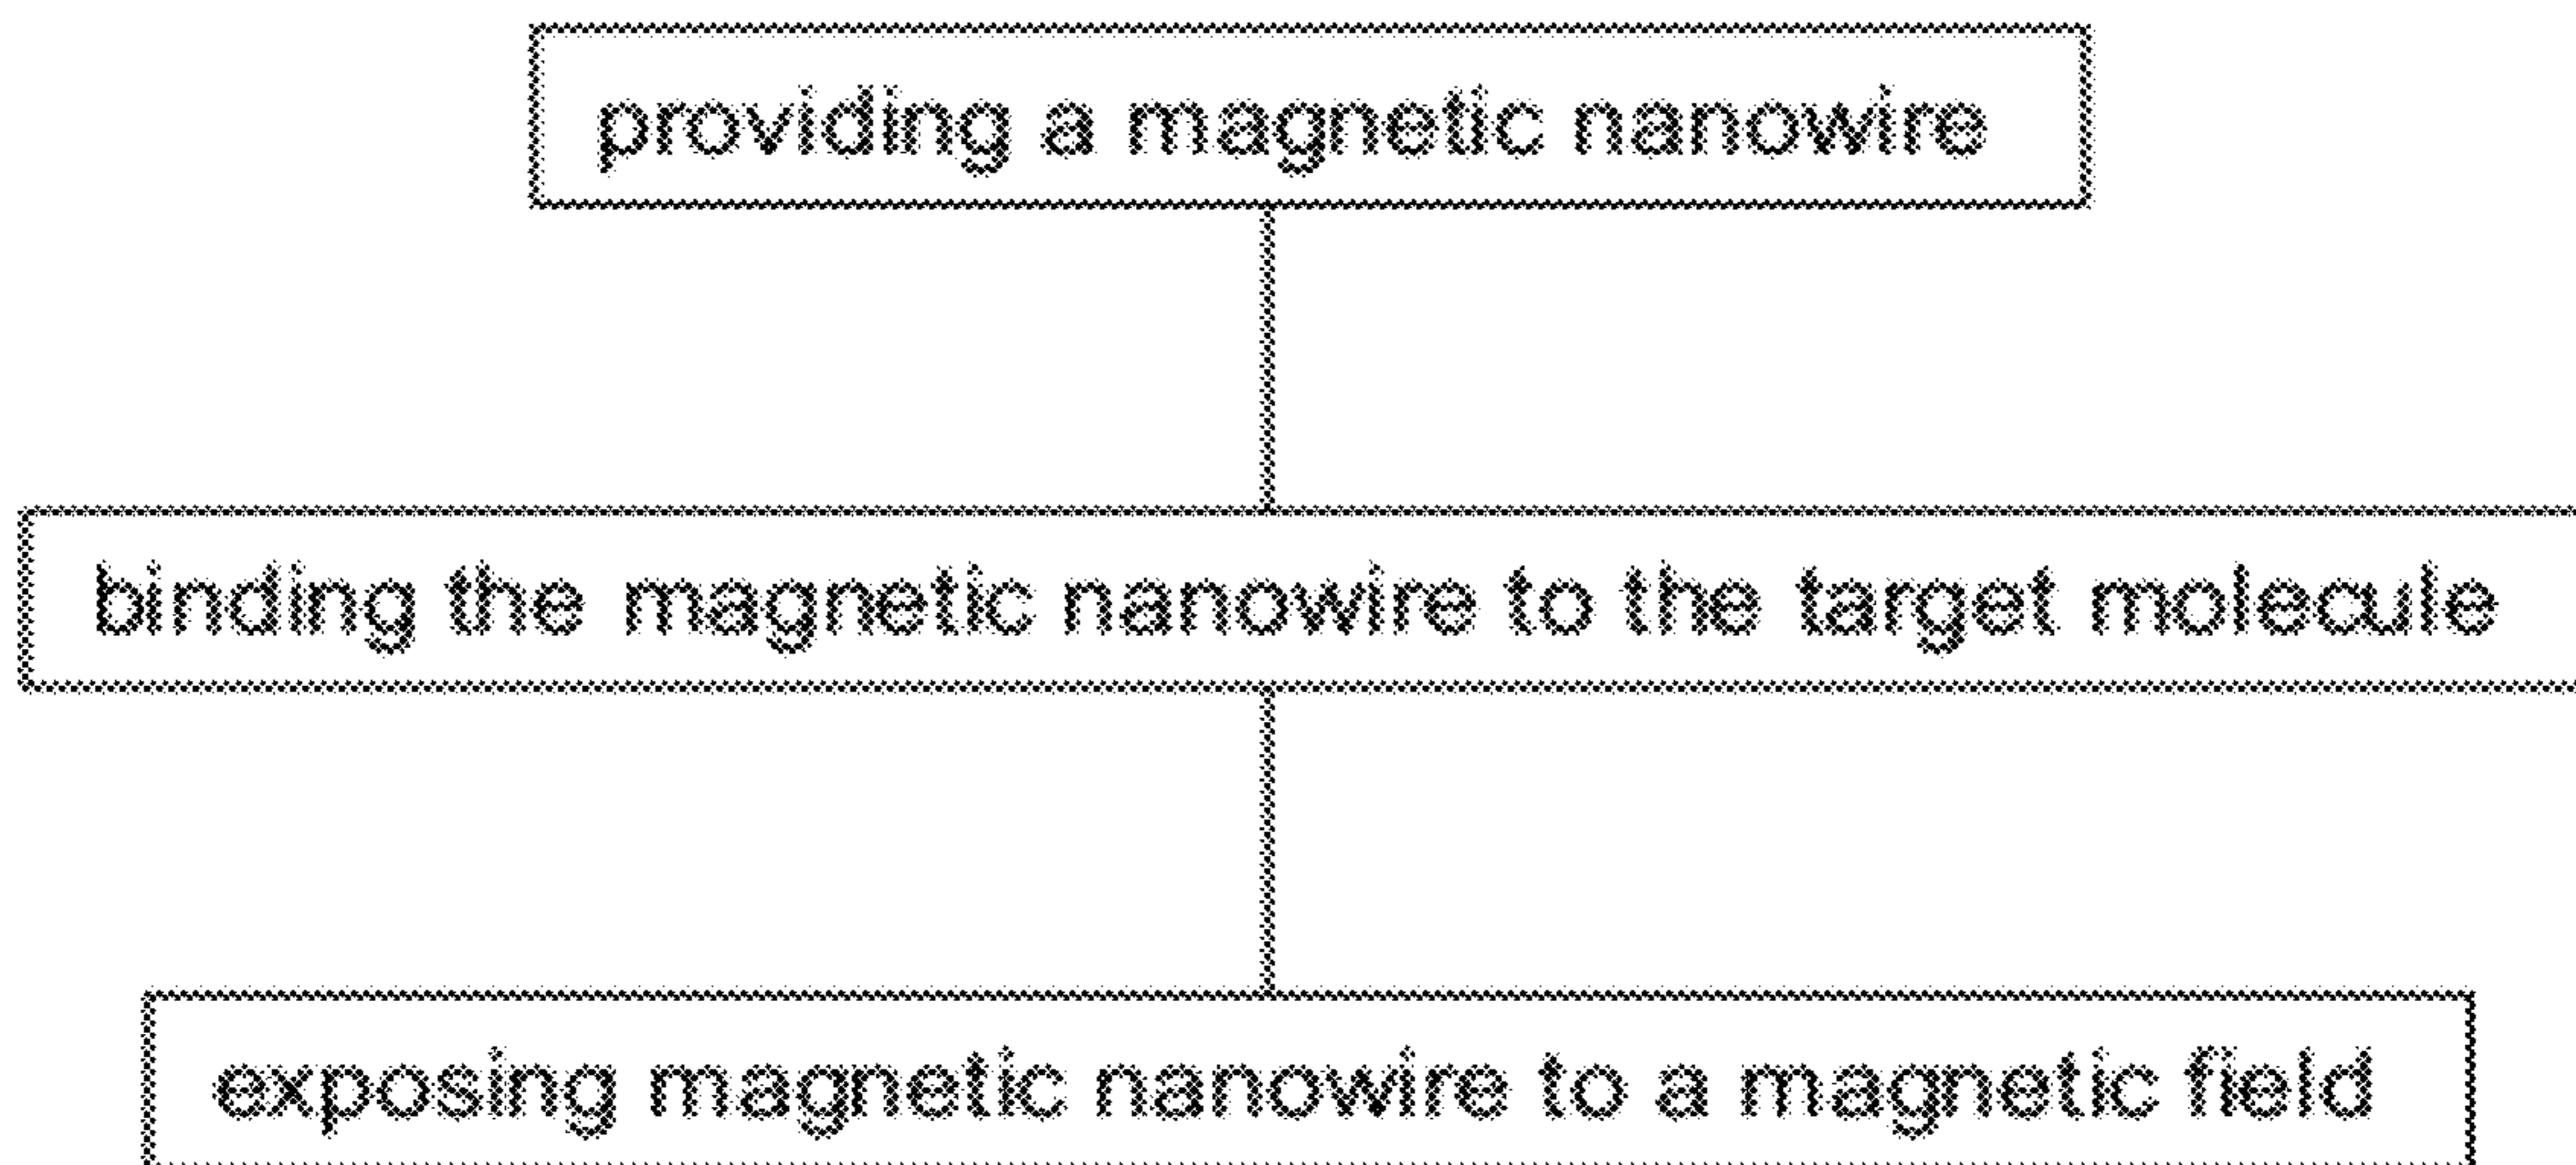 providing a magnetic nanowire
binding the magnetic nanowire to the target molecule
exposing magnetic nanowire to a magnetic field